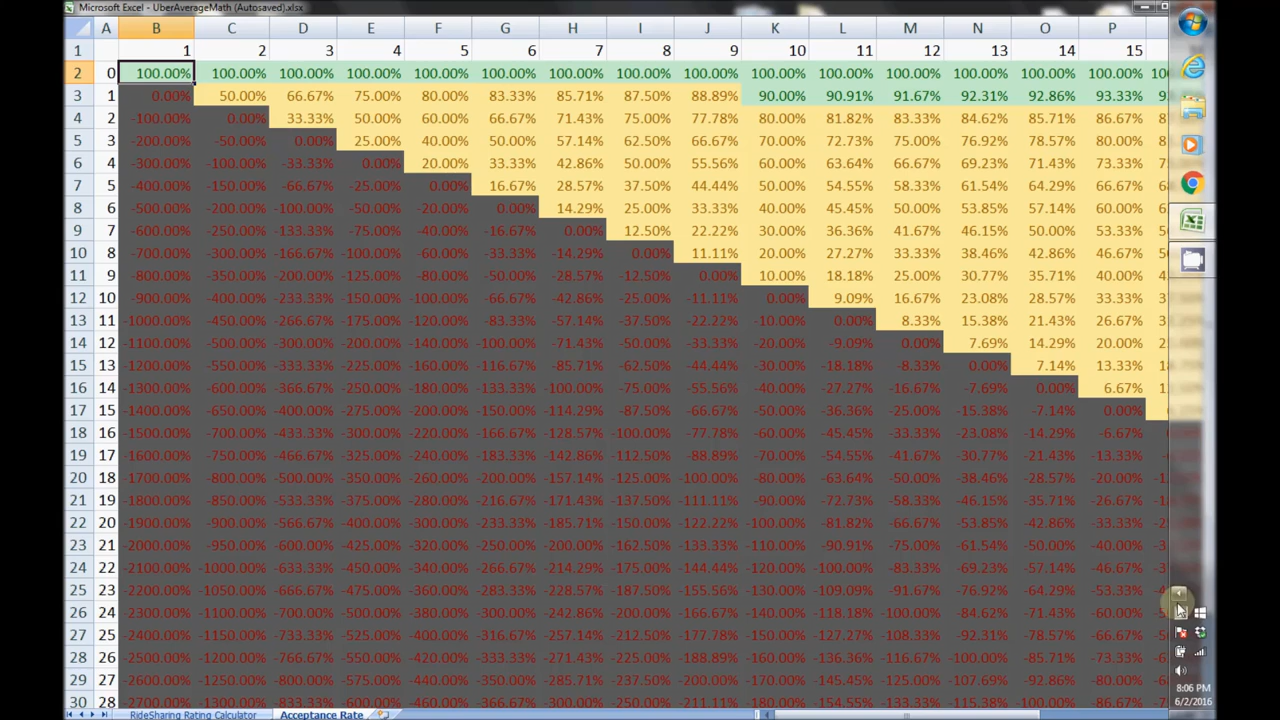 Microsoft Excel - UberAverageMath (Autosaved).xlsx
A B C D E F G H I J K L M N O P
1 1 2 3 4 5 6 7 8 9 10 11 12 13 14 15
2 0 100.00% 100.00% 100.00% 100.00% 100.00% 100.00% 100.00% 100.00% 100.00% 100.00% 100.00% 100.00% 100.00% 100.00% 100.00%
3 1 0.00% 50.00% 66.67% 75.00% 80.00% 83.33% 85.71% 87.50% 88.89% 90.00% 90.91% 91.67% 92.31% 92.86% 93.33%
4 2 -100.00% 0.00% 33.33% 50.00% 60.00% 66.67% 71.43% 75.00% 77.78% 80.00% 81.82% 83.33% 84.62% 85.71% 86.67%
5 3 -200.00% -50.00% 0.00% 25.00% 40.00% 50.00% 57.14% 62.50% 66.67% 70.00% 72.73% 75.00% 76.92% 78.57% 80.00%
6 4 -300.00% -100.00% -33.33% 0.00% 20.00% 33.33% 42.86% 50.00% 55.56% 60.00% 63.64% 66.67% 69.23% 71.43% 73.33%
7 5 -400.00% -150.00% -66.67% -25.00% 0.00% 16.67% 28.57% 37.50% 44.44% 50.00% 54.55% 58.33% 61.54% 64.29% 66.67%
8 6 -500.00% -200.00% -100.00% -50.00% -20.00% 0.00% 14.29% 25.00% 33.33% 40.00% 45.45% 50.00% 53.85% 57.14% 60.00%
9 7 -600.00% -250.00% -133.33% -75.00% -40.00% -16.67% 0.00% 12.50% 22.22% 30.00% 36.36% 41.67% 46.15% 50.00% 53.33%
10 8 -700.00% -300.00% -166.67% -100.00% -60.00% -33.33% -14.29% 0.00% 11.11% 20.00% 27.27% 33.33% 38.46% 42.86% 46.67%
11 9 -800.00% -350.00% -200.00% -125.00% -80.00% -50.00% -28.57% -12.50% 0.00% 10.00% 18.18% 25.00% 30.77% 35.71% 40.00%
12 10 -900.00% -400.00% -233.33% -150.00% -100.00% -66.67% -42.86% -25.00% -11.11% 0.00% 9.09% 16.67% 23.08% 28.57% 33.33%
13 11 -1000.00% -450.00% -266.67% -175.00% -120.00% -83.33% -57.14% -37.50% -22.22% -10.00% 0.00% 8.33% 15.38% 21.43% 26.67%
14 12 -1100.00% -500.00% -300.00% -200.00% -140.00% -100.00% -71.43% -50.00% -33.33% -20.00% -9.09% 0.00% 7.69% 14.29% 20.00%
15 13 -1200.00% -550.00% -333.33% -225.00% -160.00% -116.67% -85.71% -62.50% -44.44% -30.00% -18.18% -8.33% 0.00% 7.14% 13.33%
16 14 -1300.00% -600.00% -366.67% -250.00% -180.00% -133.33% -100.00% -75.00% -55.56% -40.00% -27.27% -16.67% -7.69% 0.00% 6.67%
17 15 -1400.00% -650.00% -400.00% -275.00% -200.00% -150.00% -114.29% -87.50% -66.67% -50.00% -36.36% -25.00% -15.38% -7.14% 0.00%
18 16 -1500.00% -700.00% -433.33% -300.00% -220.00% -166.67% -128.57% -100.00% -77.78% -60.00% -45.45% -33.33% -23.08% -14.29% -6.67%
19 17 -1600.00% -750.00% -466.67% -325.00% -240.00% -183.33% -142.86% -112.50% -88.89% -70.00% -54.55% -41.67% -30.77% -21.43% -13.33%
20 18 -1700.00% -800.00% -500.00% -350.00% -260.00% -200.00% -157.14% -125.00% -100.00% -80.00% -63.64% -50.00% -38.46% -28.57% -20.00%
21 19 -1800.00% -850.00% -533.33% -375.00% -280.00% -216.67% -171.43% -137.50% -111.11% -90.00% -72.73% -58.33% -46.15% -35.71% -26.67%
22 20 -1900.00% -900.00% -566.67% -400.00% -300.00% -233.33% -185.71% -150.00% -122.22% -100.00% -81.82% -66.67% -53.85% -42.86% -33.33%
23 21 -2000.00% -950.00% -600.00% -425.00% -320.00% -250.00% -200.00% -162.50% -133.33% -110.00% -90.91% -75.00% -61.54% -50.00% -40.00%
24 22 -2100.00% -1000.00% -633.33% -450.00% -340.00% -266.67% -214.29% -175.00% -144.44% -120.00% -100.00% -83.33% -69.23% -57.14% -46.67%
25 23 -2200.00% -1050.00% -666.67% -475.00% -360.00% -283.33% -228.57% -187.50% -155.56% -130.00% -109.09% -91.67% -76.92% -64.29% -53.33%
26 24 -2300.00% -1100.00% -700.00% -500.00% -380.00% -300.00% -242.86% -200.00% -166.67% -140.00% -118.18% -100.00% -84.62% -71.43% -60.00%
27 25 -2400.00% -1150.00% -733.33% -525.00% -400.00% -316.67% -257.14% -212.50% -177.78% -150.00% -127.27% -108.33% -92.31% -78.57% -66.67%
28 26 -2500.00% -1200.00% -766.67% -550.00% -420.00% -333.33% -271.43% -225.00% -188.89% -160.00% -136.36% -116.67% -100.00% -85.71% -73.33%
29 27 -2600.00% -1250.00% -800.00% -575.00% -440.00% -350.00% -285.71% -237.50% -200.00% -170.00% -145.45% -125.00% -107.69% -92.86% -80.00%
30 28 -2700.00% -1300.00% -833.33% -600.00% -460.00% -366.67% -300.00% -250.00% -211.11% -180.00% -154.55% -133.33% -115.38% -100.00% -86.67%
RideSharing Rating Calculator Acceptance Rate
8:06 PM
6/2/2016